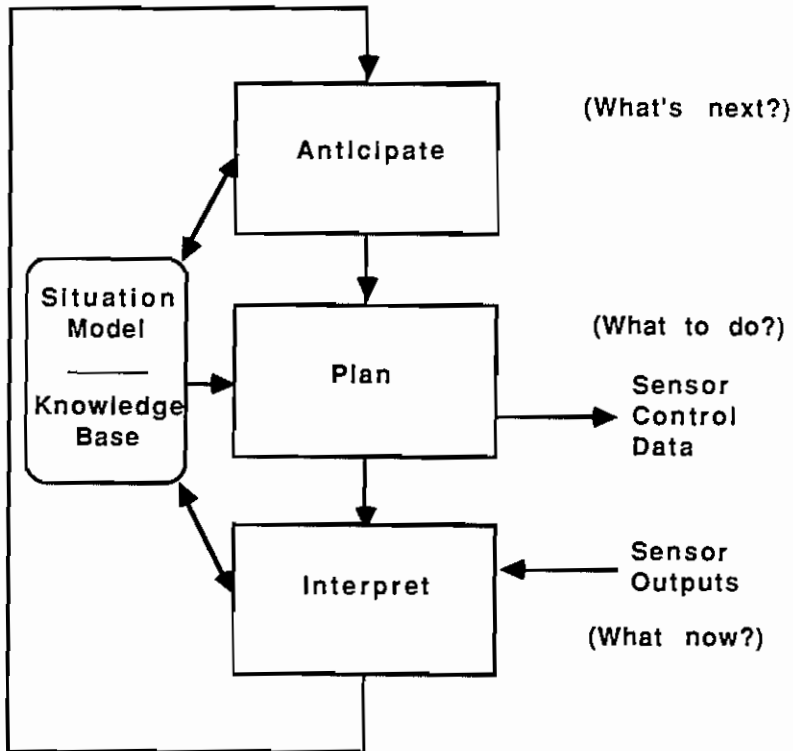 (What's next?)
Anticipate
Situation
Model
Knowledge
Base
(What to do?)
Plan
Sensor
Control
Data
Sensor
Outputs
Interpret
(What now?)